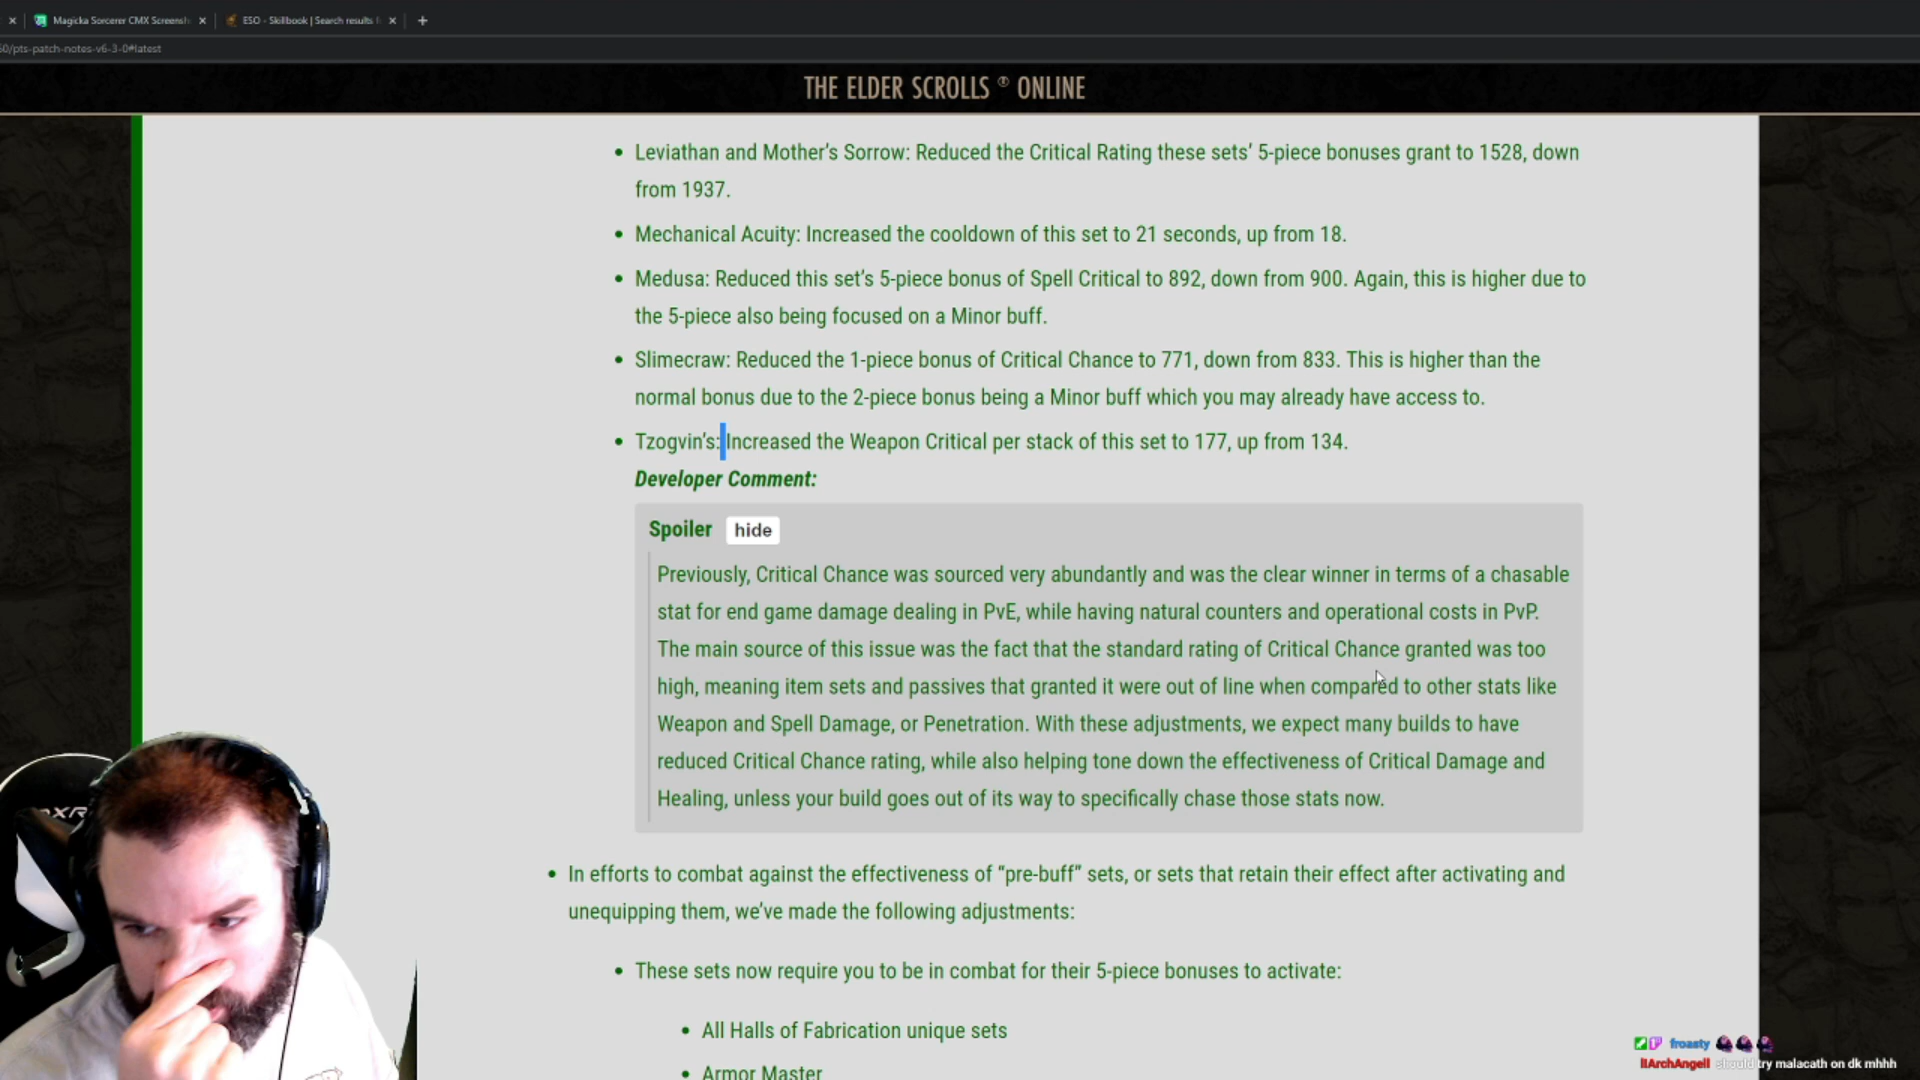 Magicka Sorcerer CMX Screensh
ESO - Skillbook | Search results f
60/pts-patch-notes-v6-3-0#latest
THE ELDER SCROLLS ® ONLINE
• Leviathan and Mother’s Sorrow: Reduced the Critical Rating these sets’ 5-piece bonuses grant to 1528, down
from 1937.
• Mechanical Acuity: Increased the cooldown of this set to 21 seconds, up from 18.
• Medusa: Reduced this set’s 5-piece bonus of Spell Critical to 892, down from 900. Again, this is higher due to
the 5-piece also being focused on a Minor buff.
• Slimecraw: Reduced the 1-piece bonus of Critical Chance to 771, down from 833. This is higher than the
normal bonus due to the 2-piece bonus being a Minor buff which you may already have access to.
• Tzogvin’s: Increased the Weapon Critical per stack of this set to 177, up from 134.
Developer Comment:
Spoiler hide
Previously, Critical Chance was sourced very abundantly and was the clear winner in terms of a chasable
stat for end game damage dealing in PvE, while having natural counters and operational costs in PvP.
The main source of this issue was the fact that the standard rating of Critical Chance granted was too
high, meaning item sets and passives that granted it were out of line when compared to other stats like
Weapon and Spell Damage, or Penetration. With these adjustments, we expect many builds to have
reduced Critical Chance rating, while also helping tone down the effectiveness of Critical Damage and
Healing, unless your build goes out of its way to specifically chase those stats now.
• In efforts to combat against the effectiveness of “pre-buff” sets, or sets that retain their effect after activating and
unequipping them, we’ve made the following adjustments:
• These sets now require you to be in combat for their 5-piece bonuses to activate:
• All Halls of Fabrication unique sets
• Armor Master
froasty
should try malacath on dk mhhh